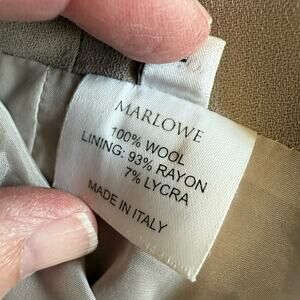 MARLOWE
100% WOOL
LINING: 93% RAYON
7% LYCRA
MADE IN ITALY